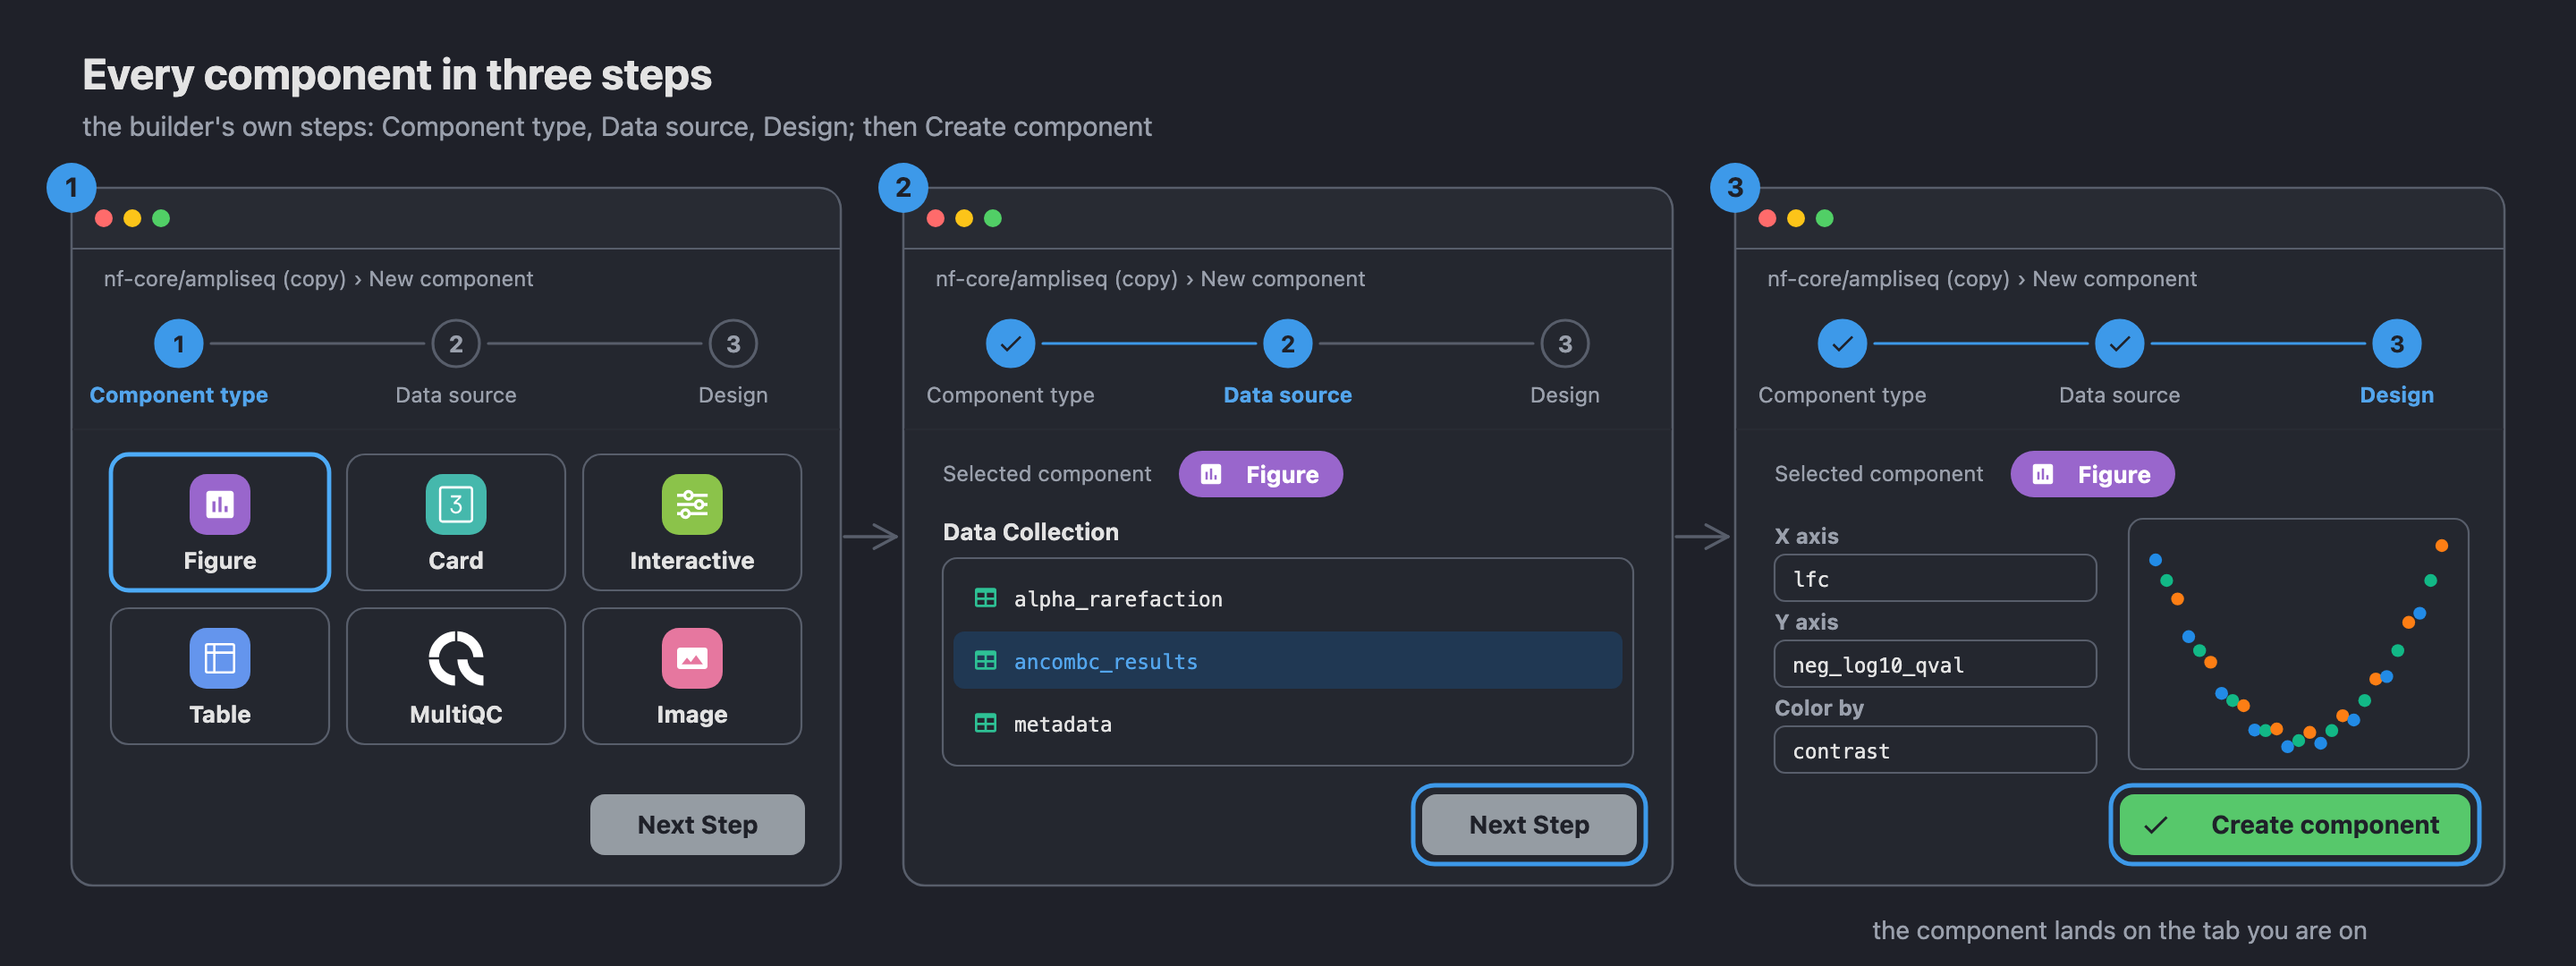 Every component in three steps
the builder's own steps: Component type, Data source, Design; then Create component
1
nf-core/ampliseq (copy) › New component
1
2
3
Component type
Data source
Design
Figure
3
Card
Interactive
Table
MultiQC
Image
Next Step
2
nf-core/ampliseq (copy) › New component
2
3
Component type
Data source
Design
Selected component
Figure
Data Collection
alpha_rarefaction
ancombc_results
metadata
Next Step
3
nf-core/ampliseq (copy) › New component
3
Component type
Data source
Design
Selected component
Figure
X axis
lfc
Y axis
neg_log10_qval
Color by
contrast
Create component
the component lands on the tab you are on